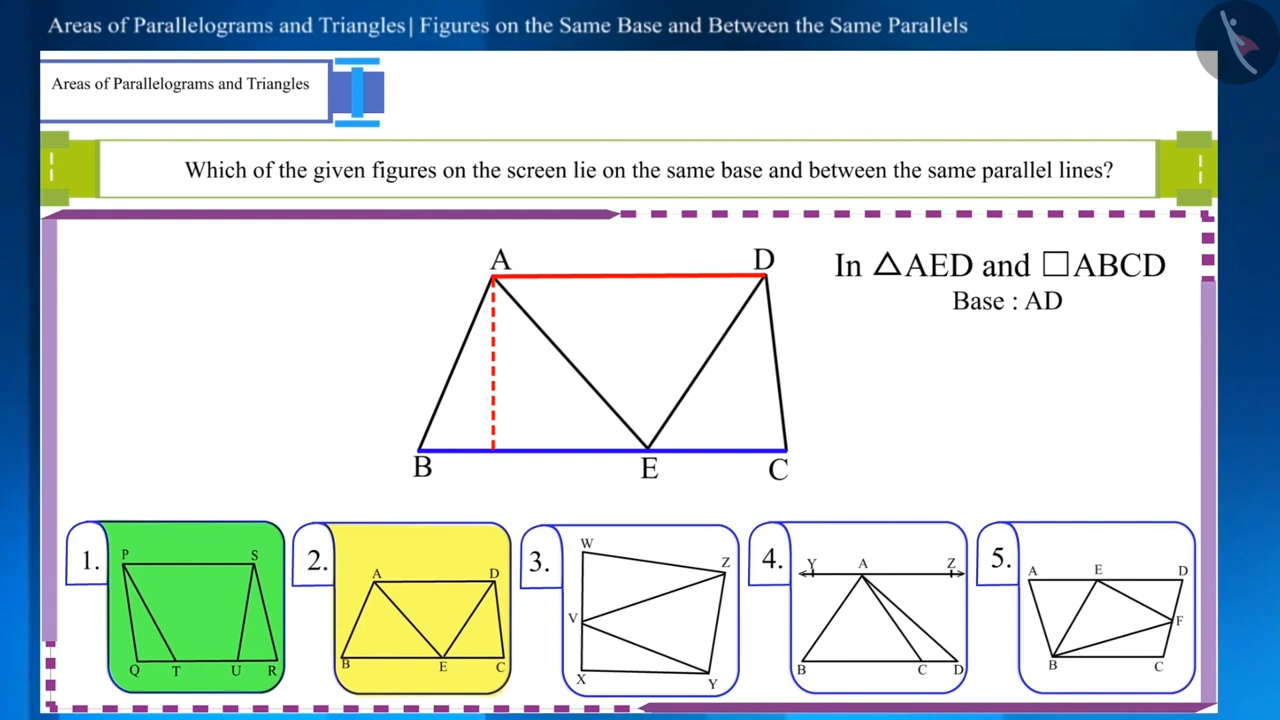 Areas of Parallelograms and Triangles| Figures on the Same Base and Between the Same Parallels
Areas of Parallelograms and Triangles
Which of the given figures on the screen lie on the same base and between the same parallel lines?
A D
In △AED and □ABCD
Base : AD
B E C
1.
P S
Q T U R
2.
A D
B E C
3.
W
Z
V
X Y
4.
Y A Z
B C D
5.
A E D
F
B C